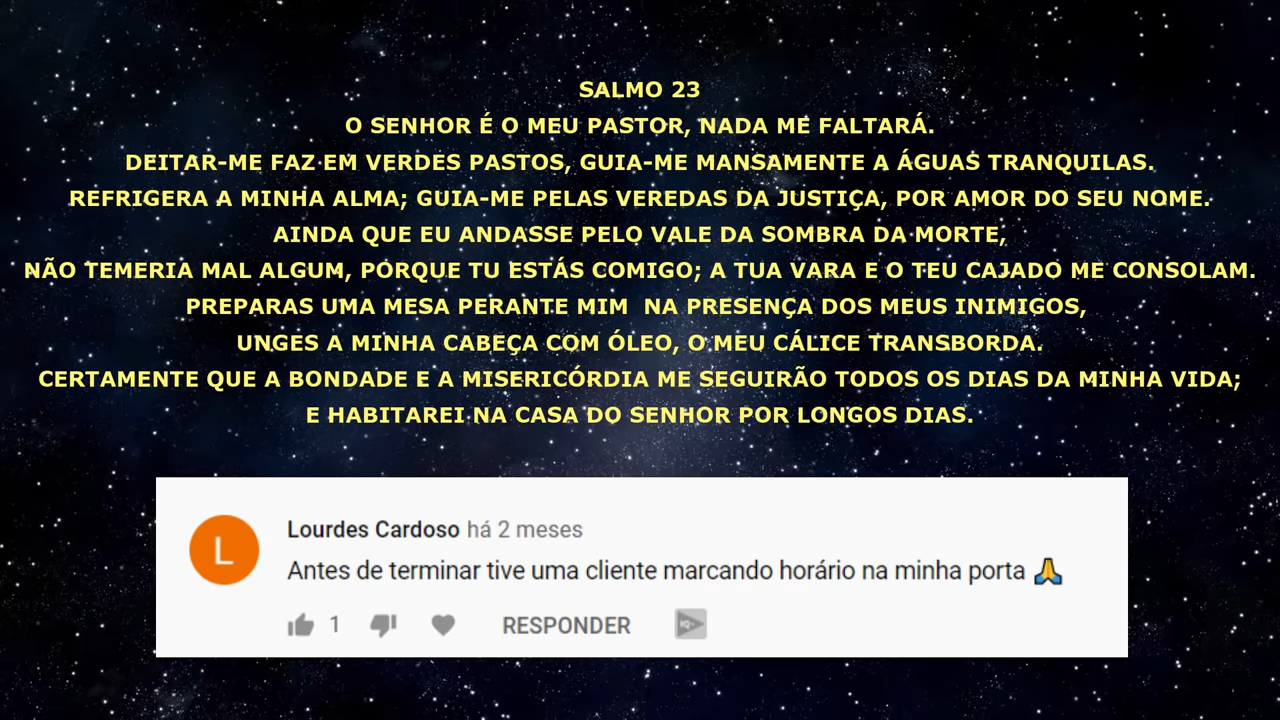 SALMO 23
O SENHOR É O MEU PASTOR, NADA ME FALTARÁ.
DEITAR-ME FAZ EM VERDES PASTOS, GUIA-ME MANSAMENTE A ÁGUAS TRANQUILAS.
REFRIGERA A MINHA ALMA; GUIA-ME PELAS VEREDAS DA JUSTIÇA, POR AMOR DO SEU NOME.
AINDA QUE EU ANDASSE PELO VALE DA SOMBRA DA MORTE,
NÃO TEMERIA MAL ALGUM, PORQUE TU ESTÁS COMIGO; A TUA VARA E O TEU CAJADO ME CONSOLAM.
PREPARAS UMA MESA PERANTE MIM  NA PRESENÇA DOS MEUS INIMIGOS,
UNGES A MINHA CABEÇA COM ÓLEO, O MEU CÁLICE TRANSBORDA.
CERTAMENTE QUE A BONDADE E A MISERICÓRDIA ME SEGUIRÃO TODOS OS DIAS DA MINHA VIDA;
E HABITAREI NA CASA DO SENHOR POR LONGOS DIAS.
L
Lourdes Cardoso há 2 meses
Antes de terminar tive uma cliente marcando horário na minha porta 🙏
1 RESPONDER